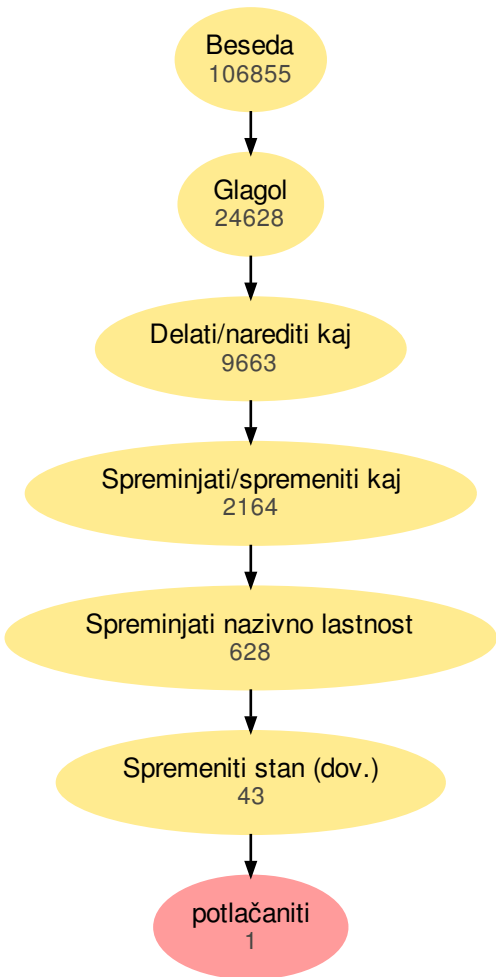 Beseda
106855
Glagol
24628
Delati/narediti kaj
9663
Spreminjati/spremeniti kaj
2164
Spreminjati nazivno lastnost
628
Spremeniti stan (dov.)
43
potlačaniti
1